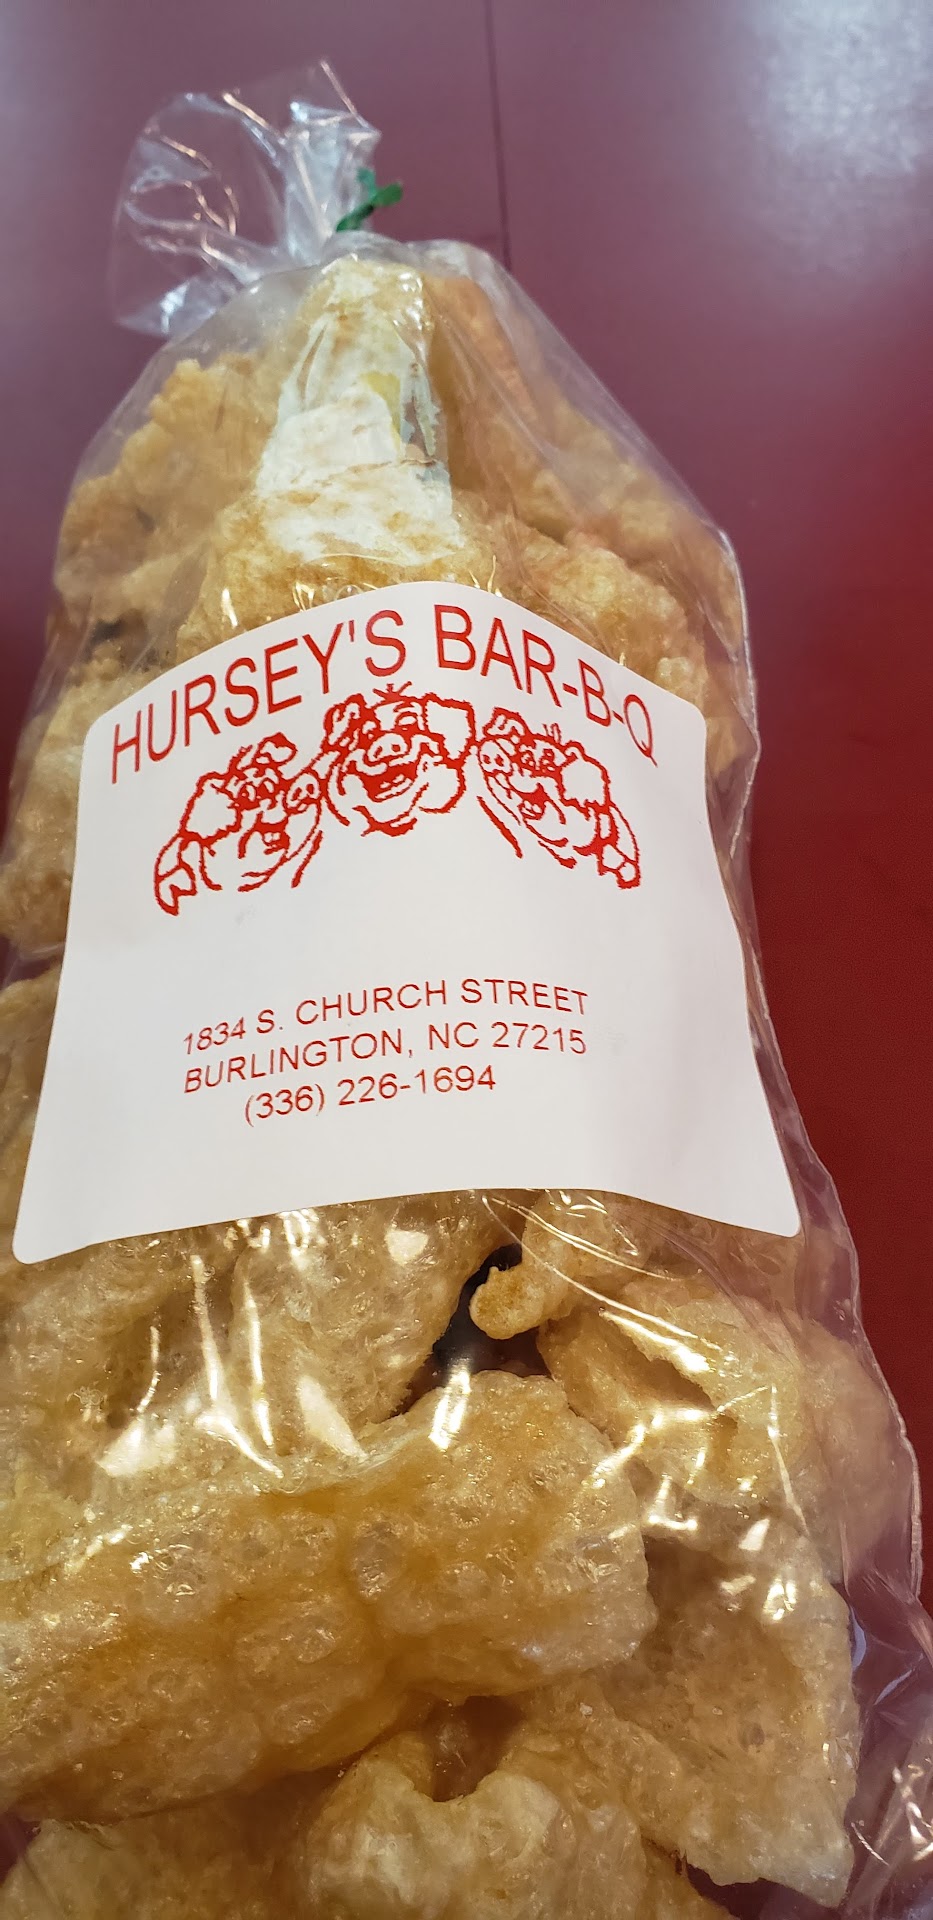 HURSEY'S BAR-B-Q
1834 S. CHURCH STREET
BURLINGTON, NC 27215
(336) 226-1694